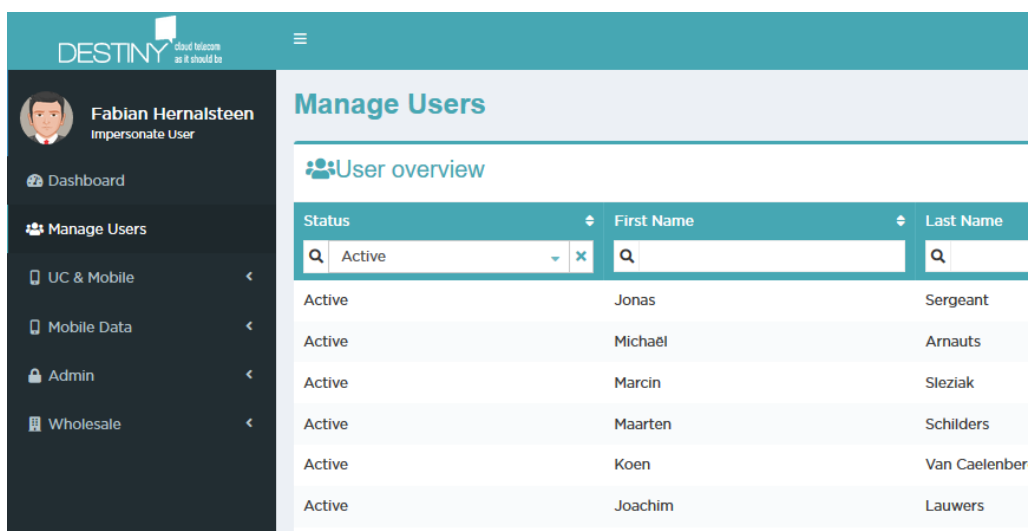 DESTINY cloud telecom
as it should be
Fabian Hernalsteen
Impersonate User
Dashboard
Manage Users
UC & Mobile
Mobile Data
Admin
Wholesale
Manage Users
User overview
Status First Name Last Name
Active
Active Jonas Sergeant
Active Michaël Arnauts
Active Marcin Sleziak
Active Maarten Schilders
Active Koen Van Caelenber
Active Joachim Lauwers